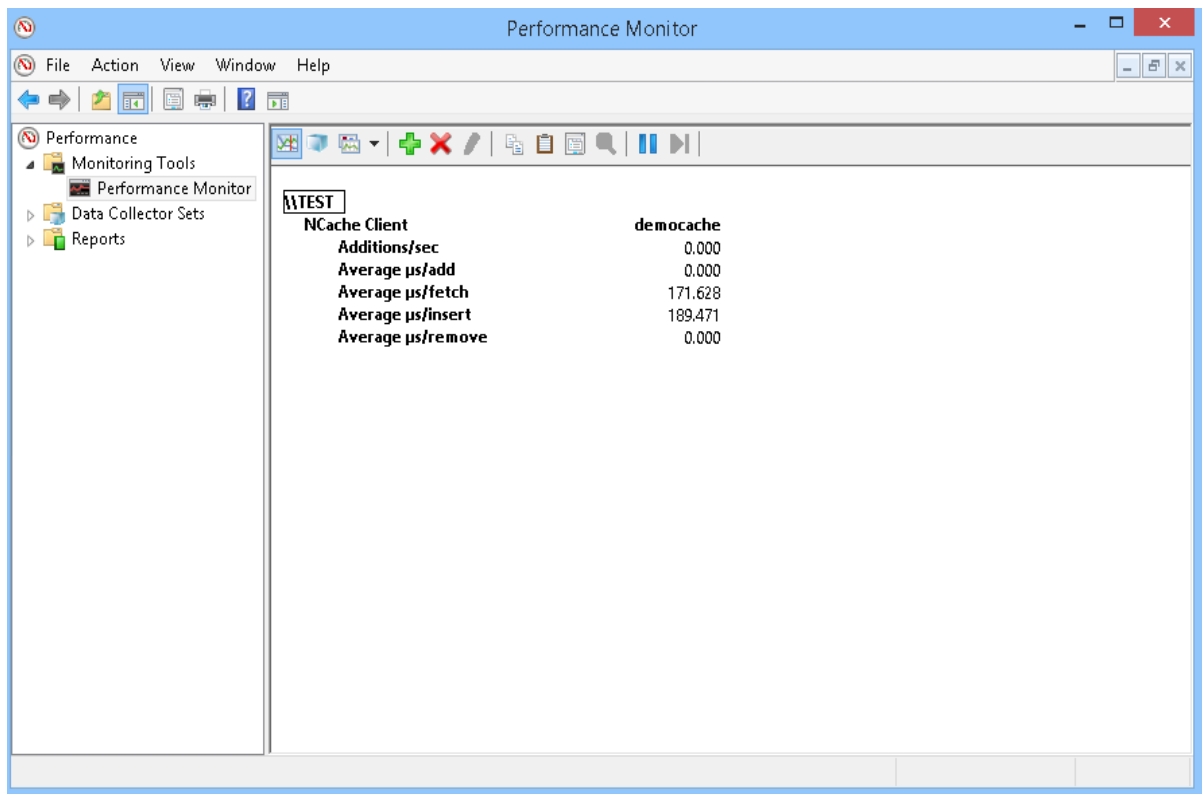 Performance Monitor
File Action View Window Help
Performance
Monitoring Tools
Performance Monitor
Data Collector Sets
Reports
\\TEST
NCache Client democache
Additions/sec 0.000
Average µs/add 0.000
Average µs/fetch 171.628
Average µs/insert 189.471
Average µs/remove 0.000